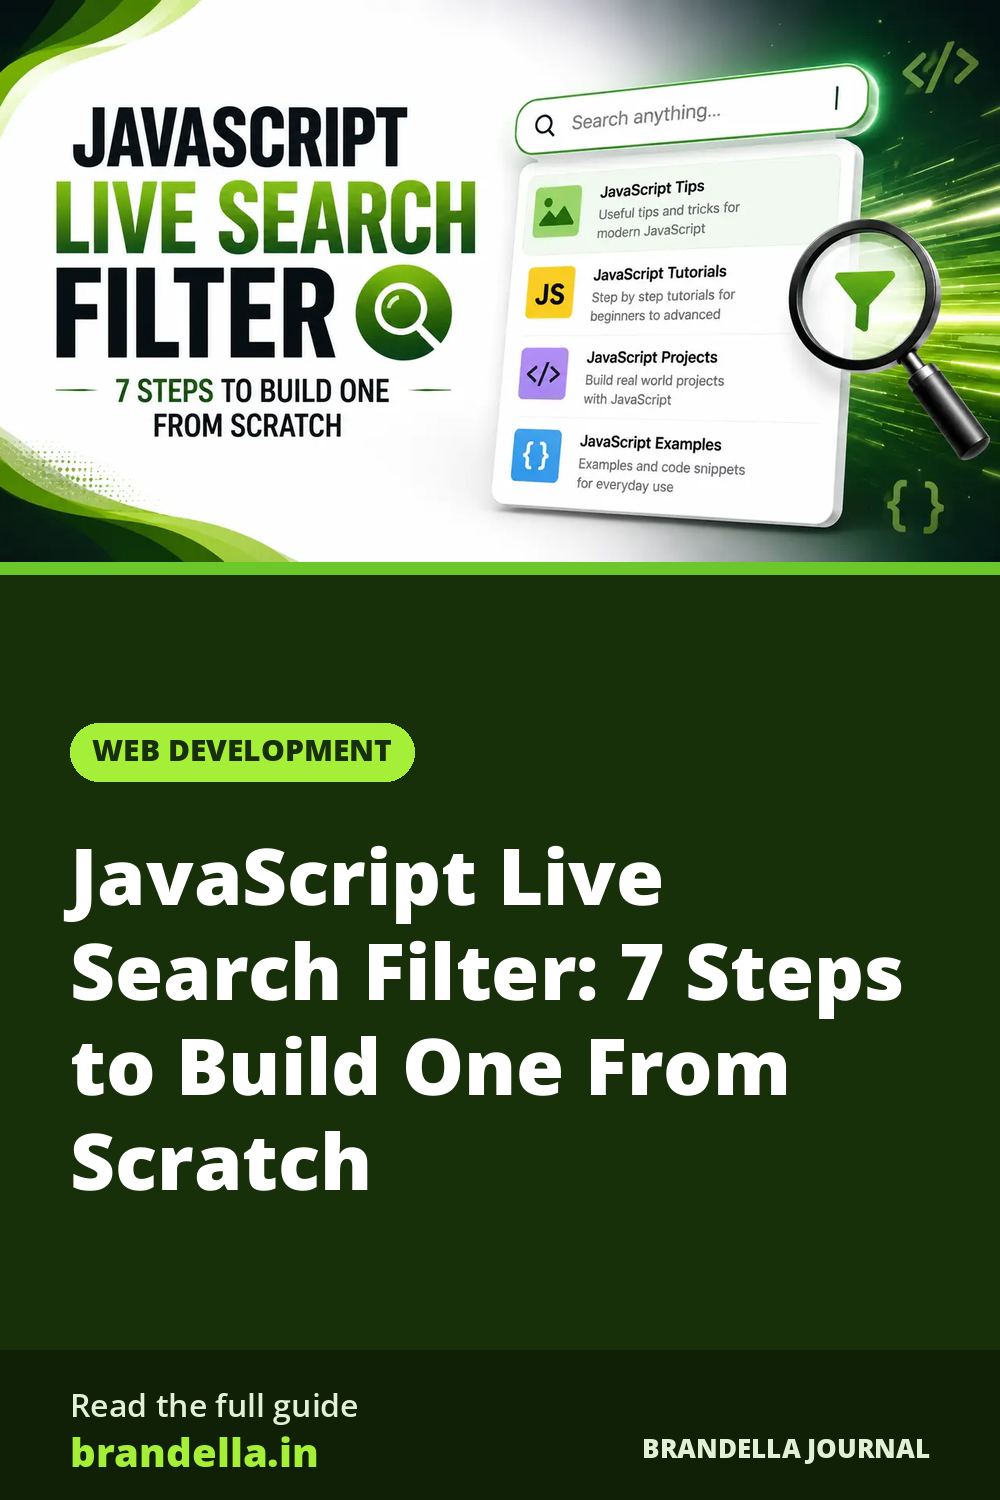 JAVASCRIPT
LIVE SEARCH
FILTER
7 STEPS TO BUILD ONE
FROM SCRATCH
Search anything...
JavaScript Tips
Useful tips and tricks for
modern JavaScript
JS
JavaScript Tutorials
Step by step tutorials for
beginners to advanced
</>
JavaScript Projects
Build real world projects
with JavaScript
{}
JavaScript Examples
Examples and code snippets
for everyday use
</>
{ }
WEB DEVELOPMENT
JavaScript Live
Search Filter: 7 Steps
to Build One From
Scratch
Read the full guide
brandella.in
BRANDELLA JOURNAL